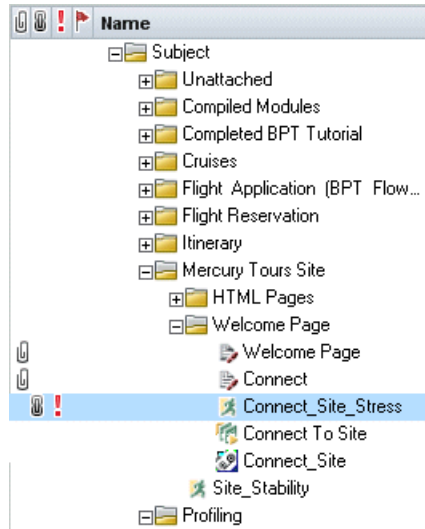 Name
Subject
Unattached
Compiled Modules
Completed BPT Tutorial
Cruises
Flight Application (BPT Flow...
Flight Reservation
Itinerary
Mercury Tours Site
HTML Pages
Welcome Page
Welcome Page
Connect
Connect_Site_Stress
Connect To Site
Connect_Site
Site_Stability
Profiling